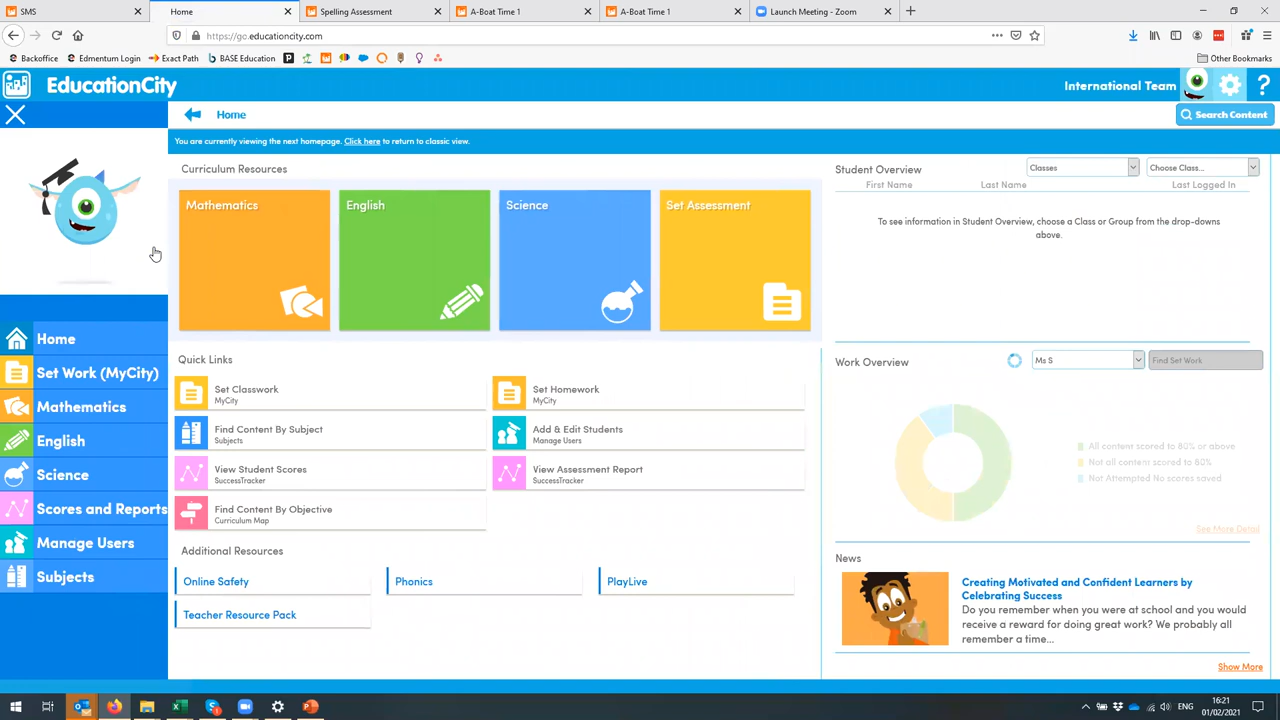 SMS
Home
Spelling Assessment
A-Boat Time 1
A-Boat Time 1
Launch Meeting - Zoom
https://go.educationcity.com
Backoffice
Edmentum Login
Exact Path
BASE Education
Other Bookmarks
EducationCity
International Team
Home
Search Content
You are currently viewing the next homepage. Click here to return to classic view.
Curriculum Resources
Mathematics
English
Science
Set Assessment
Student Overview
Classes
Choose Class...
First Name
Last Name
Last Logged In
To see information in Student Overview, choose a Class or Group from the drop-downs
above.
Home
Set Work (MyCity)
Mathematics
English
Science
Scores and Reports
Manage Users
Subjects
Quick Links
Set Classwork
MyCity
Set Homework
MyCity
Find Content By Subject
Subjects
Add & Edit Students
Manage Users
View Student Scores
SuccessTracker
View Assessment Report
SuccessTracker
Find Content By Objective
Curriculum Map
Additional Resources
Online Safety
Phonics
PlayLive
Teacher Resource Pack
Work Overview
Ms S
Find Set Work
All content scored to 80% or above
Not all content scored to 80%
Not Attempted No scores saved
See More Detail
News
Creating Motivated and Confident Learners by
Celebrating Success
Do you remember when you were at school and you would
receive a reward for doing great work? We probably all
remember a time...
Show More
ENG
16:21
01/02/2021